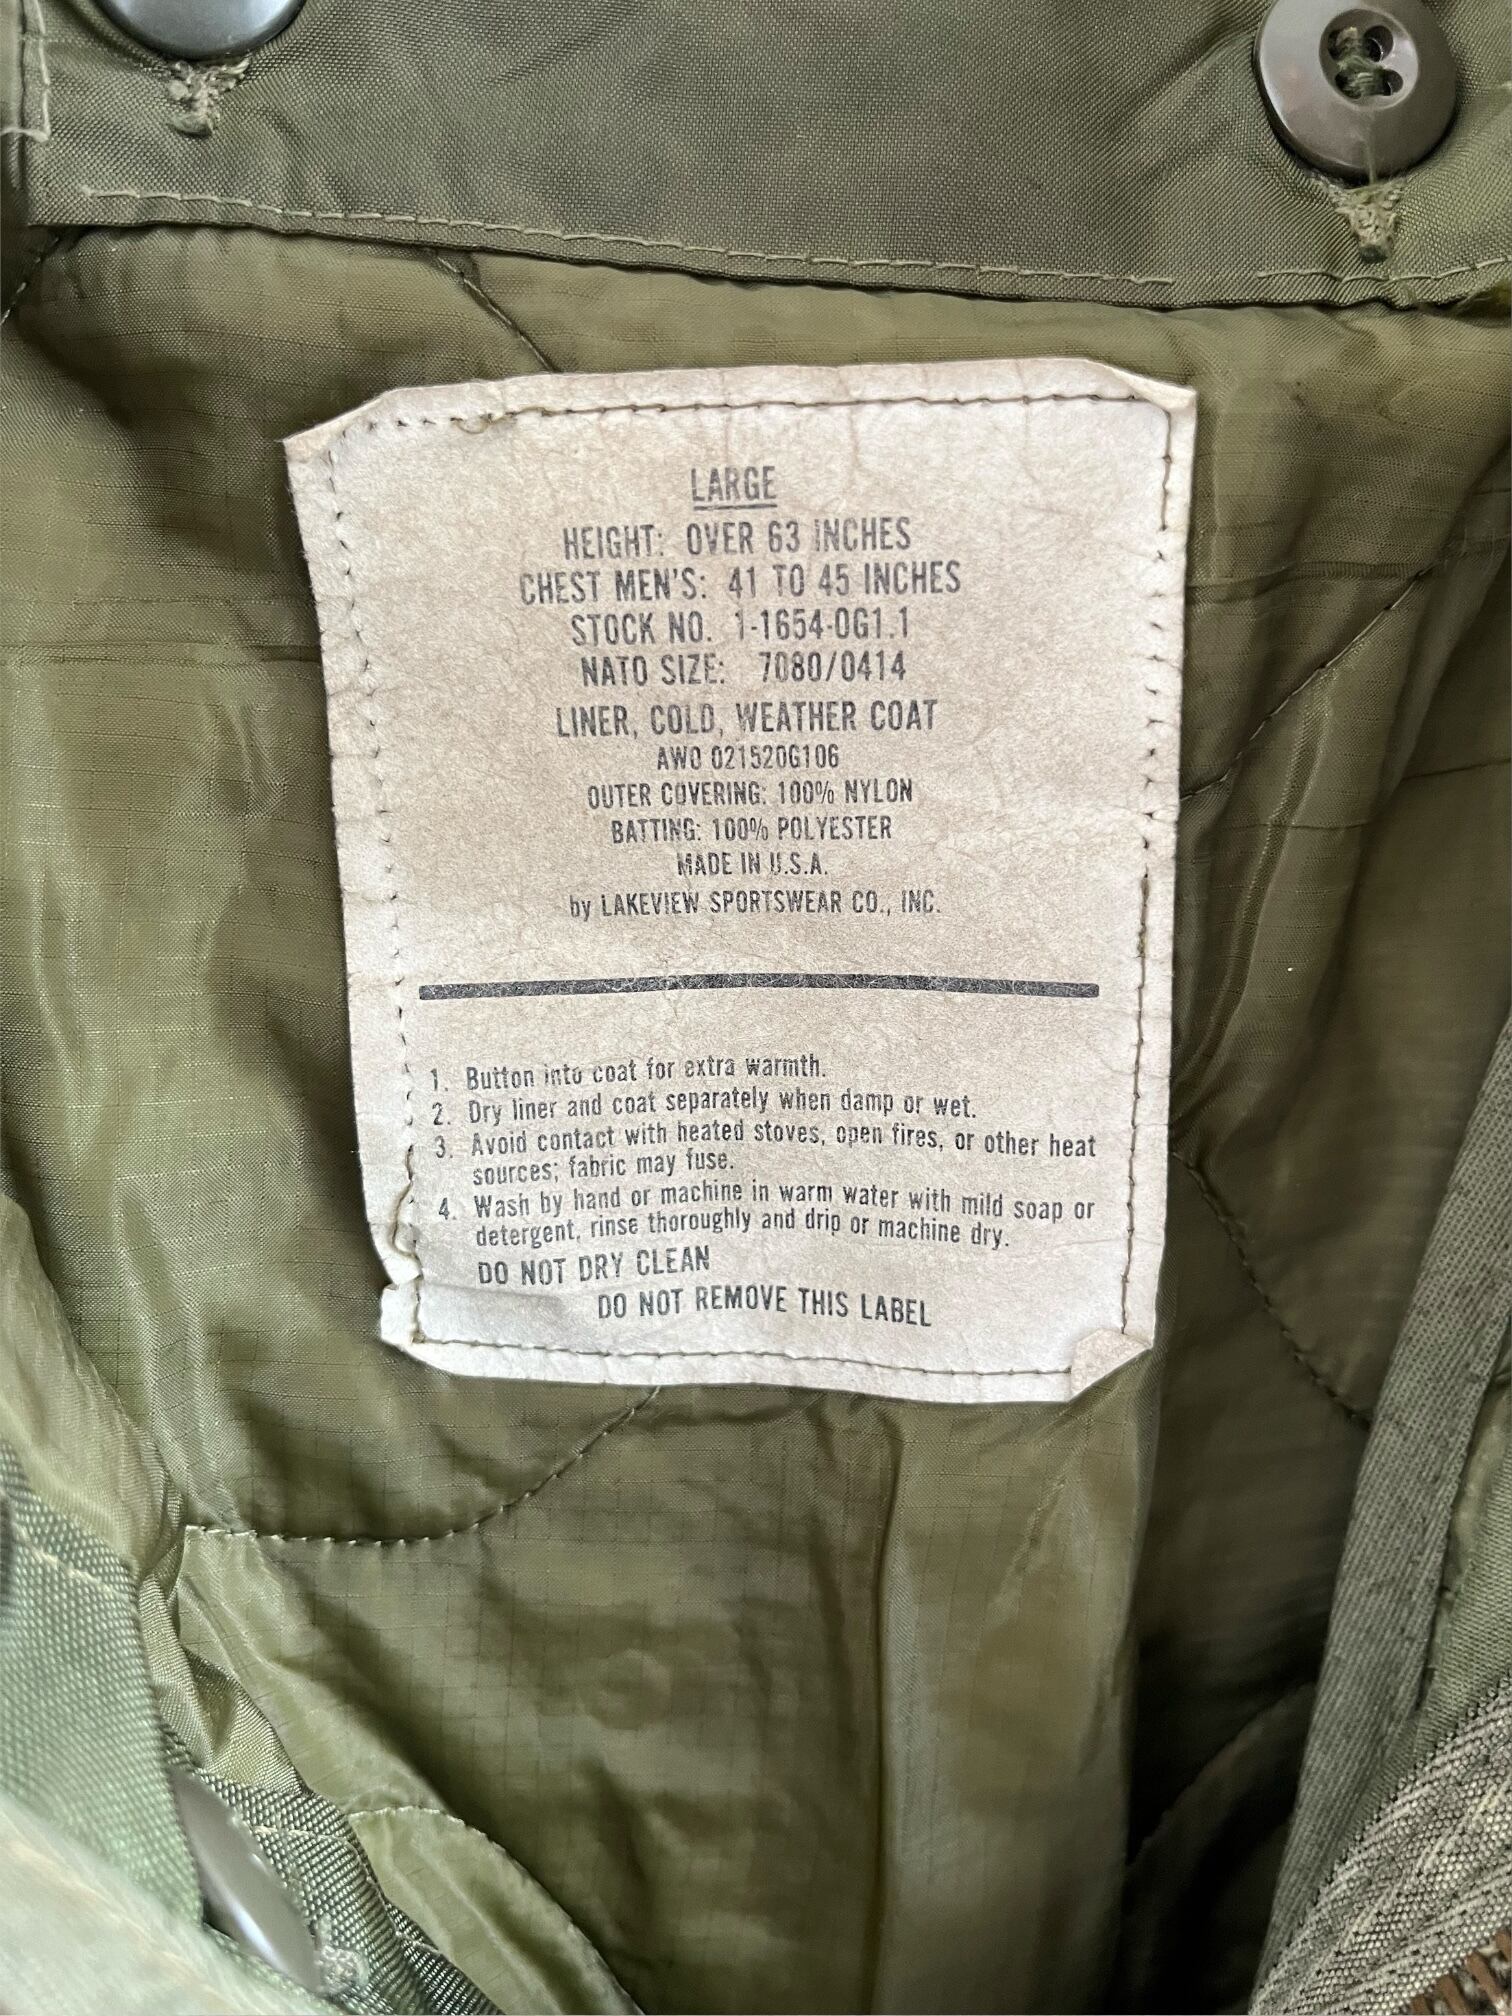 LARGE
HEIGHT: OVER 63 INCHES
CHEST MEN'S: 41 TO 45 INCHES
STOCK NO. 1-1654-0G1.1
NATO SIZE: 7080/0414
LINER, COLD, WEATHER COAT
AWO 021520G106
OUTER COVERING: 100% NYLON
BATTING: 100% POLYESTER
MADE IN U.S.A.
by LAKEVIEW SPORTSWEAR CO., INC.
1. Button into coat for extra warmth.
2. Dry liner and coat separately when damp or wet.
3. Avoid contact with heated stoves, open fires, or other heat
sources; fabric may fuse.
4. Wash by hand or machine in warm water with mild soap or
detergent, rinse thoroughly and drip or machine dry.
DO NOT DRY CLEAN
DO NOT REMOVE THIS LABEL